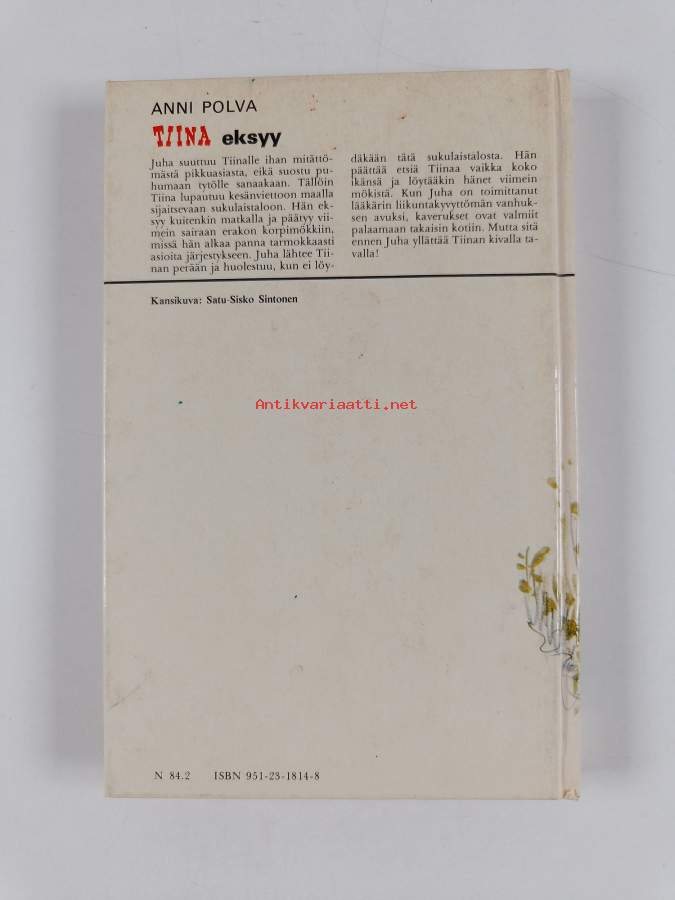 ANNI POLVA
TIINA eksyy
Juha suuttuu Tiinalle ihan mitättö-
mästä pikkuasiasta, eikä suostu pu-
humaan tytölle sanaakaan. Tällöin
Tiina lupautuu kesänviettoon maalla
sijaitsevaan sukulaistaloon. Hän ek-
syy kuitenkin matkalla ja päätyy vii-
mein sairaan erakon korpimökkiin,
missä hän alkaa panna tarmokkaasti
asioita järjestykseen. Juha lähtee Tii-
nan perään ja huolestuu, kun ei löy-
däkään tätä sukulaistalosta. Hän
päättää etsiä Tiinaa vaikka koko
ikänsä ja löytääkin hänet viimein
mökistä. Kun Juha on toimittanut
lääkärin liikuntakyvyttömän vanhuk-
sen avuksi, kaverukset ovat valmiit
palaamaan takaisin kotiin. Mutta sitä
ennen Juha yllättää Tiinan kivalla ta-
valla!
Kansikuva: Satu-Sisko Sintonen
Antikvariaatti.net
N 84.2 ISBN 951-23-1814-8